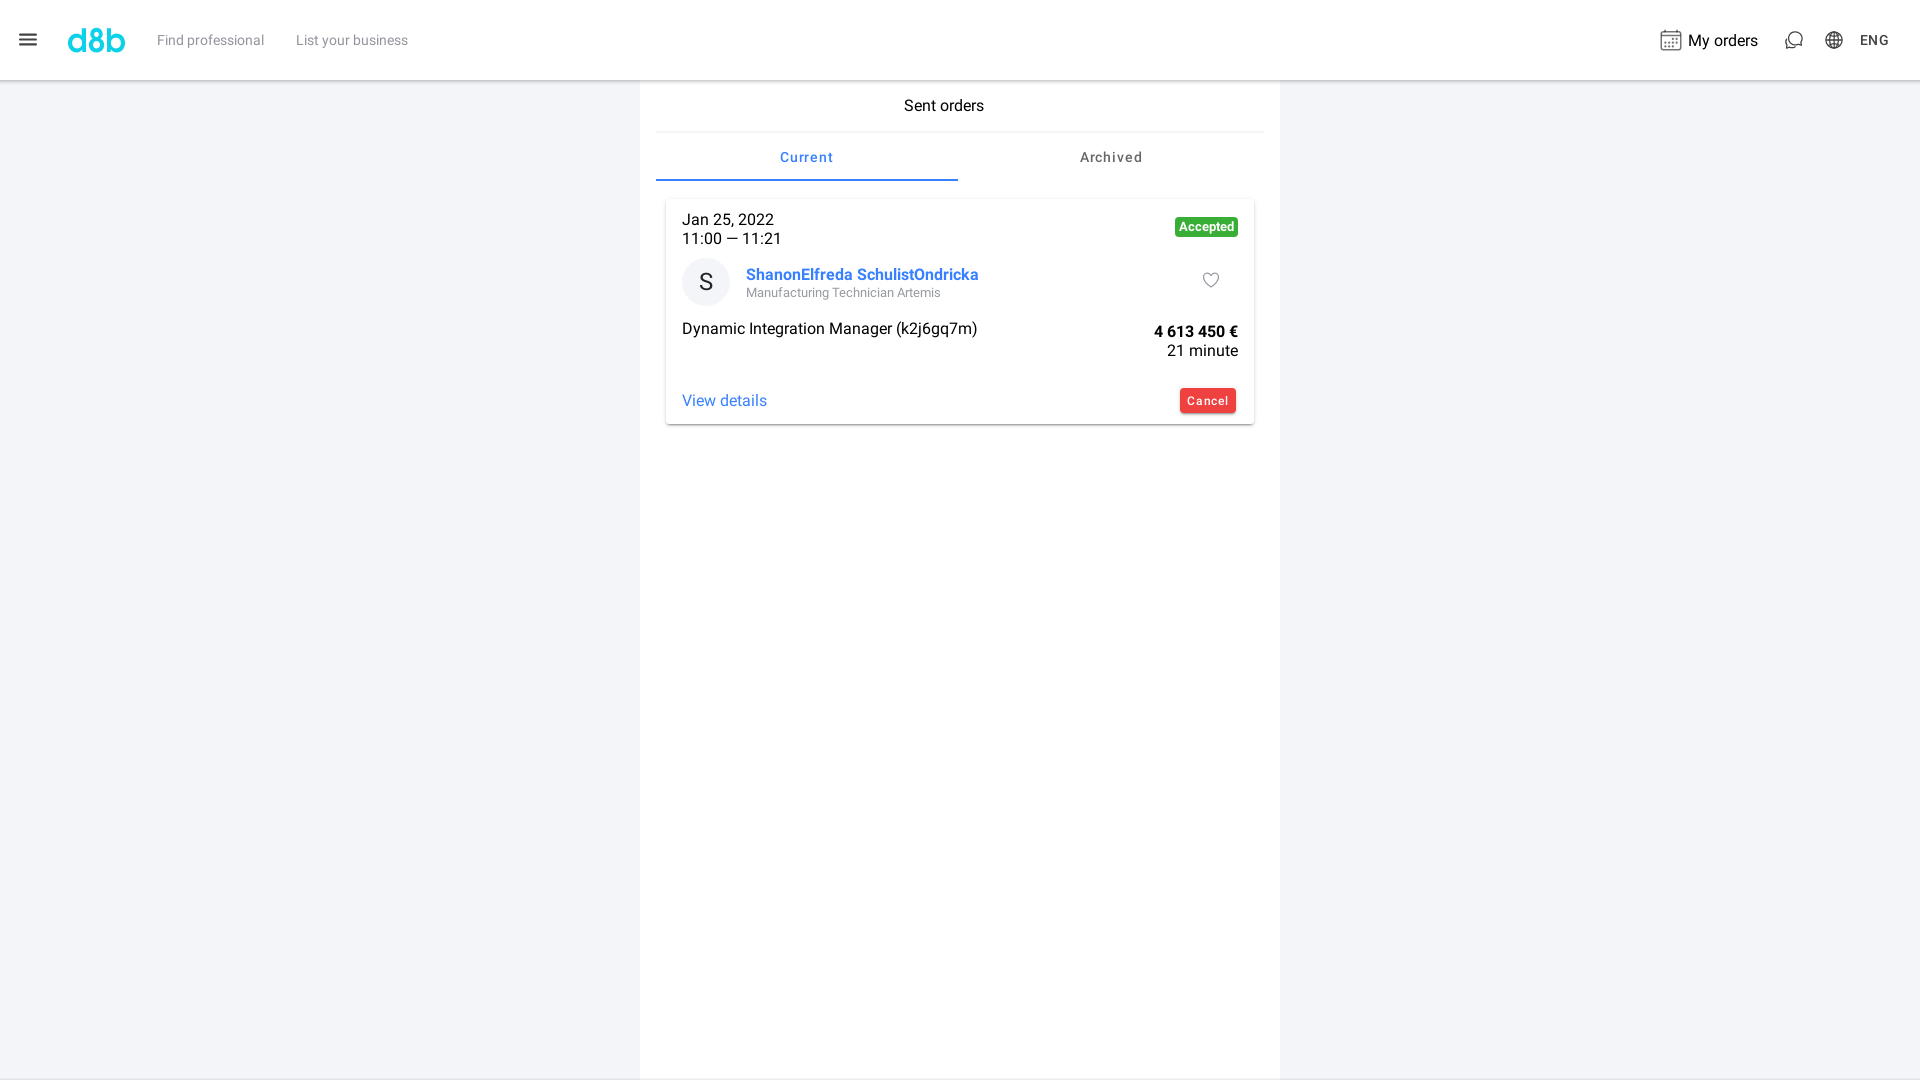 d8b
Find professional
List your business
My orders
ENG
Sent orders
Current
Archived
Jan 25, 2022
11:00 — 11:21
Accepted
S
ShanonElfreda SchulistOndricka
Manufacturing Technician Artemis
Dynamic Integration Manager (k2j6gq7m)
4 613 450 €
21 minute
View details
Cancel